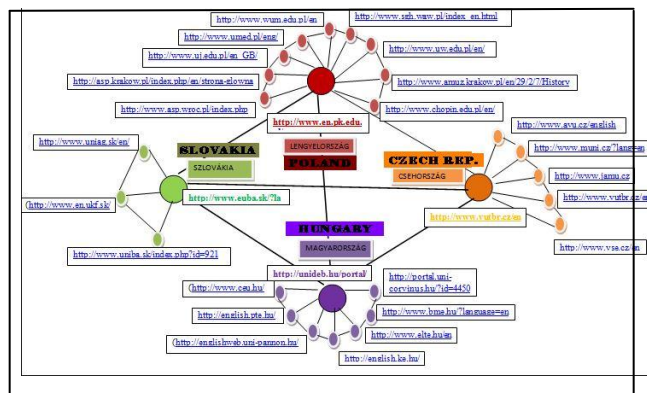 http://www.wum.edu.pl/en
http://www.sgh.waw.pl/index_en.html
http://www.umed.pl/eng/
http://www.uj.edu.pl/en_GB/
http://www.uw.edu.pl/en/
http://asp.krakow.pl/index.php/en/strona-glowna
http://www.amuz.krakow.pl/en/29/2/7/History
http://www.asp.wroc.pl/index.php
http://www.chopin.edu.pl/en/
http://www.en.pk.edu.
http://www.avu.cz/english
http://www.uniag.sk/en/
SLOVAKIA
LENGYELORSZÁG
http://www.muni.cz/?lang=en
SZLOVÁKIA
POLAND
CZECH REP.
CSEHORSZÁG
http://www.jamu.cz
(http://www.en.ukf.sk/
http://www.euba.sk/?la
http://www.vutbr.cz/en
http://www.vutbr.cz/en
HUNGARY
MAGYARORSZÁG
http://www.uniba.sk/index.php?id=921
http://www.vse.cz/en
http://unideb.hu/portal/
(http://www.ceu.hu/
http://portal.uni-
corvinus.hu/?id=4450
http://english.pte.hu/
http://www.bme.hu/?language=en
(http://englishweb.uni-pannon.hu/
http://www.elte.hu/en
http://english.ke.hu/